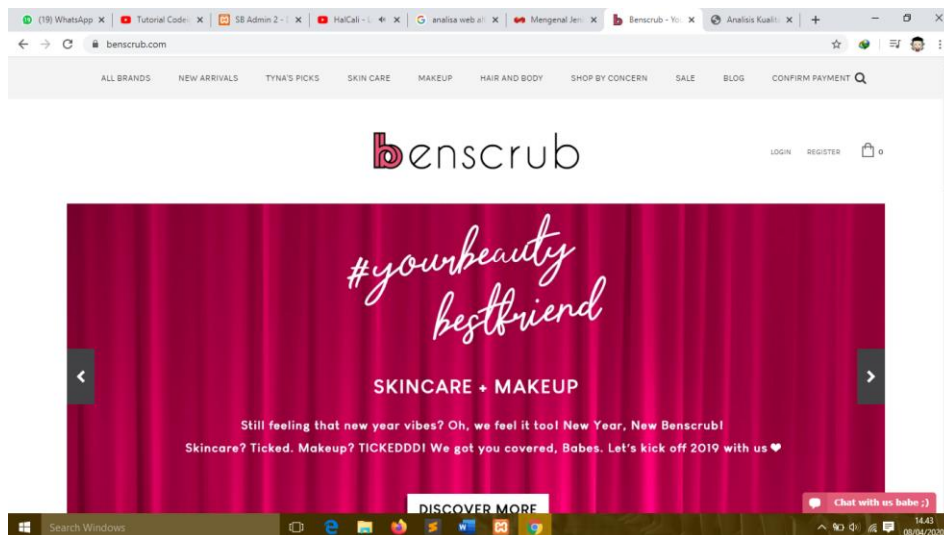 (19) WhatsApp
Tutorial Codei
SB Admin 2 -
HalCali -
analisa web
Mengenal Jeni
Benscrub - Yo
Analisis Kualit
benscrub.com
ALL BRANDS NEW ARRIVALS TYNA'S PICKS SKIN CARE MAKEUP HAIR AND BODY SHOP BY CONCERN SALE BLOG CONFIRM PAYMENT
benscrub
LOGIN REGISTER 0
#yourbeauty
bestfriend
SKINCARE + MAKEUP
Still feeling that new year vibes? Oh, we feel it too! New Year, New Benscrub!
Skincare? Ticked. Makeup? TICKEDDD! We got you covered, Babes. Let's kick off 2019 with us ❤
DISCOVER MORE
Chat with us babe ;)
Search Windows
14.43
08/04/2020